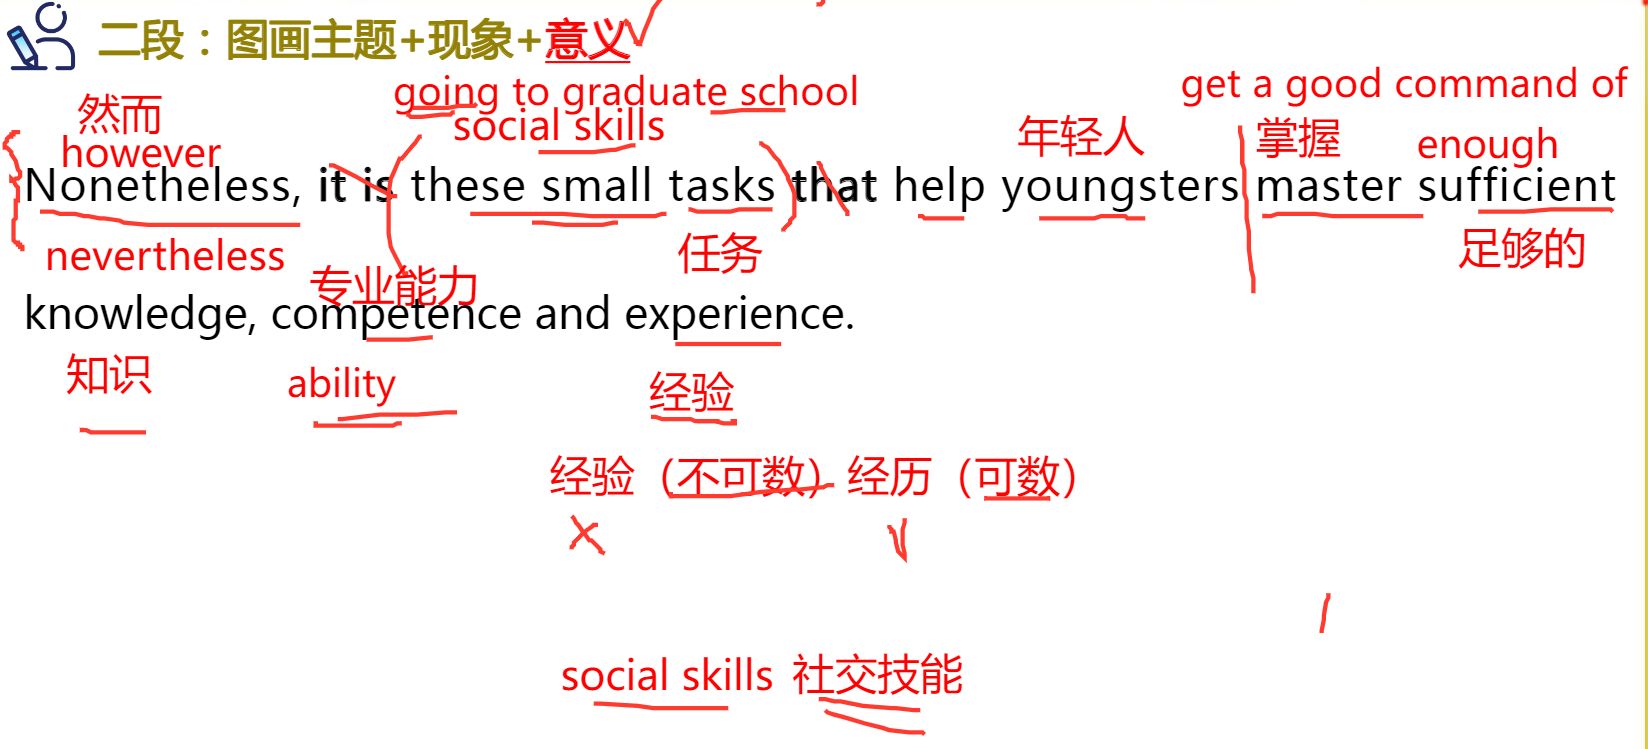 二段：图画主题+现象+意义
going to graduate school
get a good command of
然而
social skills
年轻人
掌握
enough
however
Nonetheless, it is these small tasks that help youngsters master sufficient
nevertheless
任务
足够的
专业能力
knowledge, competence and experience.
知识
ability
经验
经验（不可数）经历（可数）
social skills 社交技能